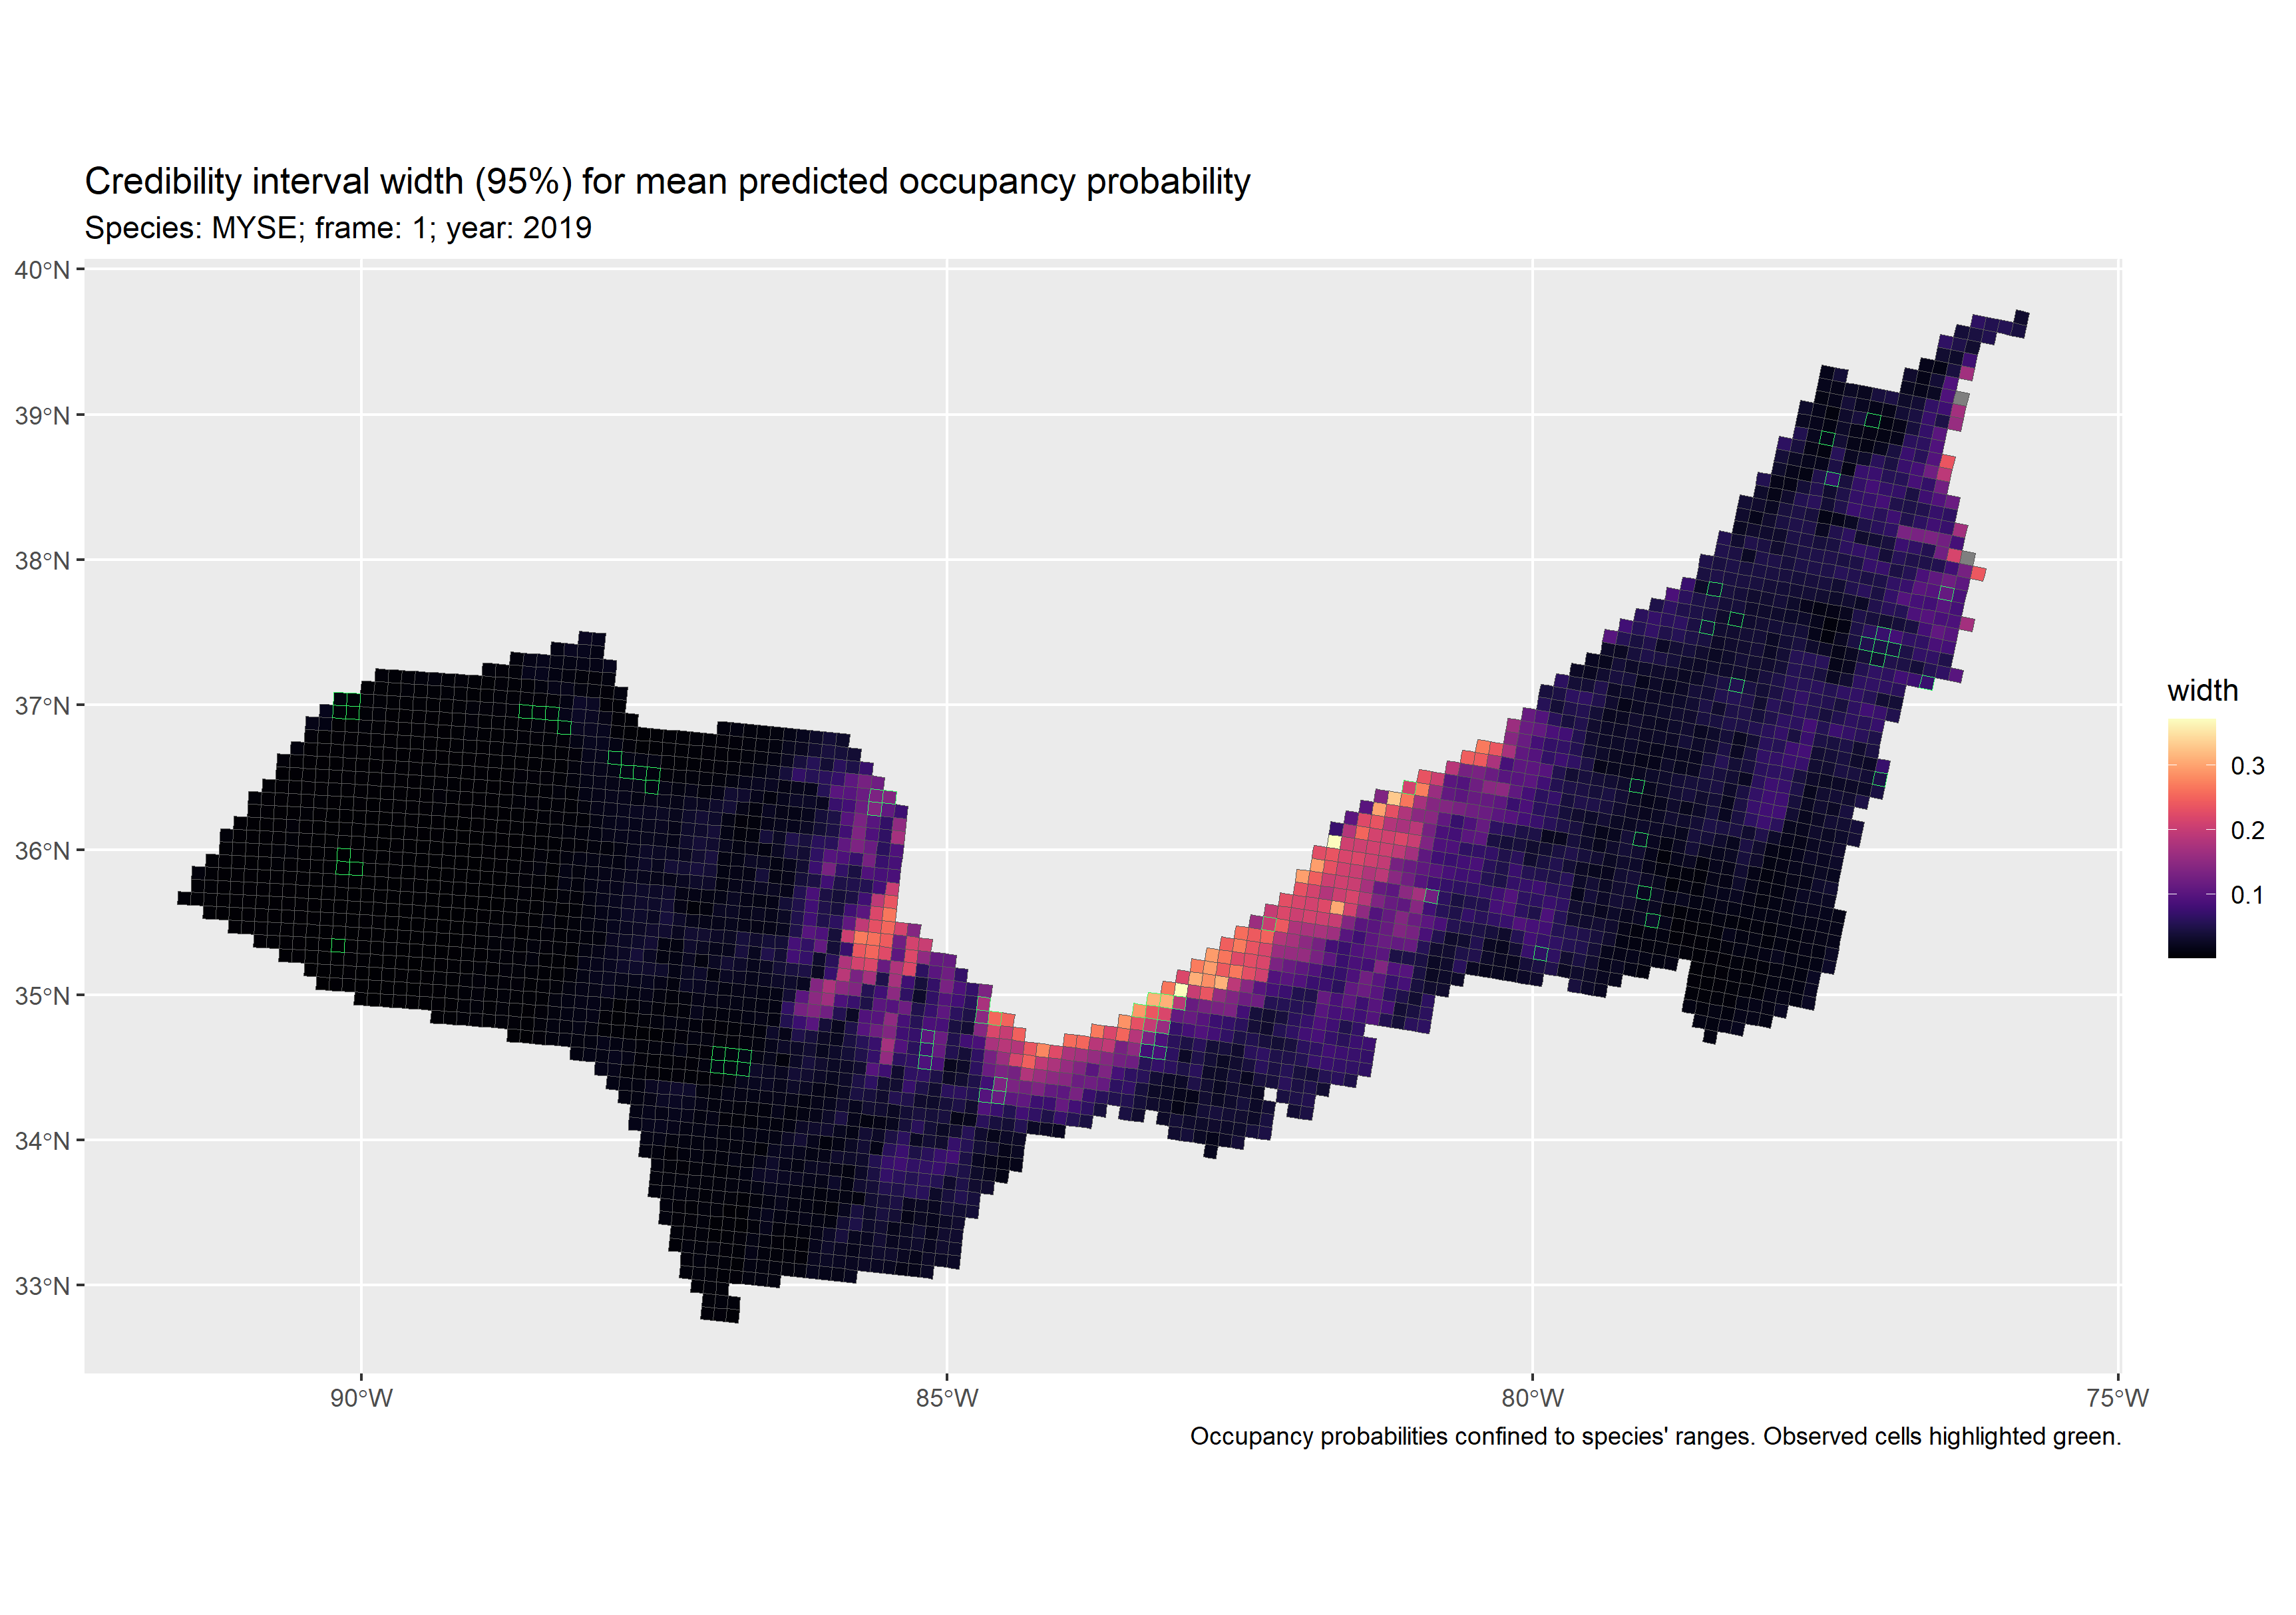 Credibility interval width (95%) for mean predicted occupancy probability
Species: MYSE; frame: 1; year: 2019
40°N
39°N
38°N
37°N
36°N
35°N
34°N
33°N
90°W
85°W
80°W
75°W
width
0.3
0.2
0.1
Occupancy probabilities confined to species' ranges. Observed cells highlighted green.